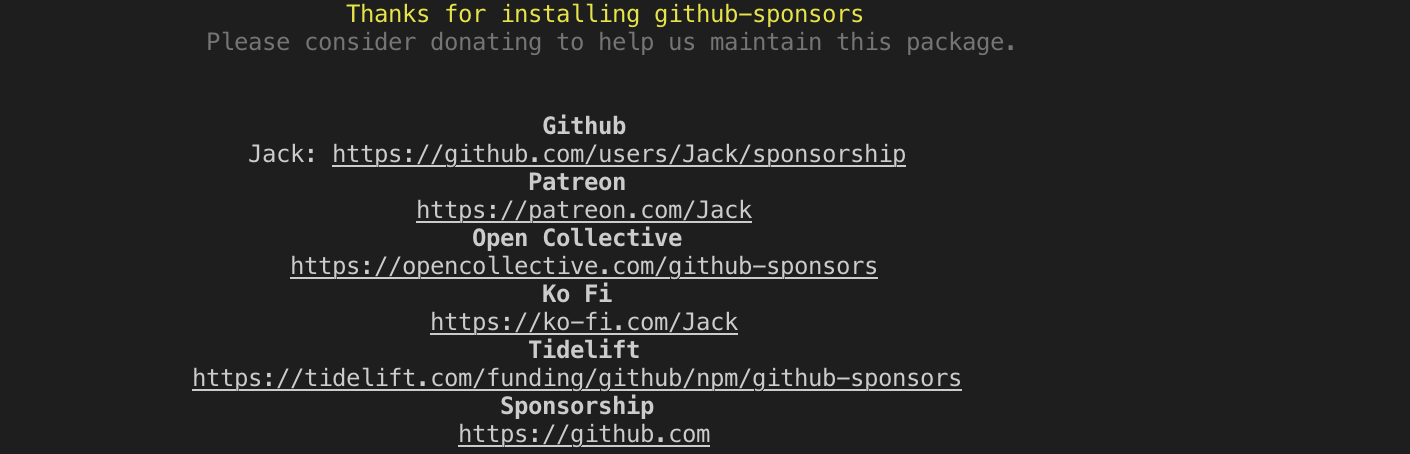 Thanks for installing github-sponsors
Please consider donating to help us maintain this package.
Github
Jack: https://github.com/users/Jack/sponsorship
Patreon
https://patreon.com/Jack
Open Collective
https://opencollective.com/github-sponsors
Ko Fi
https://ko-fi.com/Jack
Tidelift
https://tidelift.com/funding/github/npm/github-sponsors
Sponsorship
https://github.com